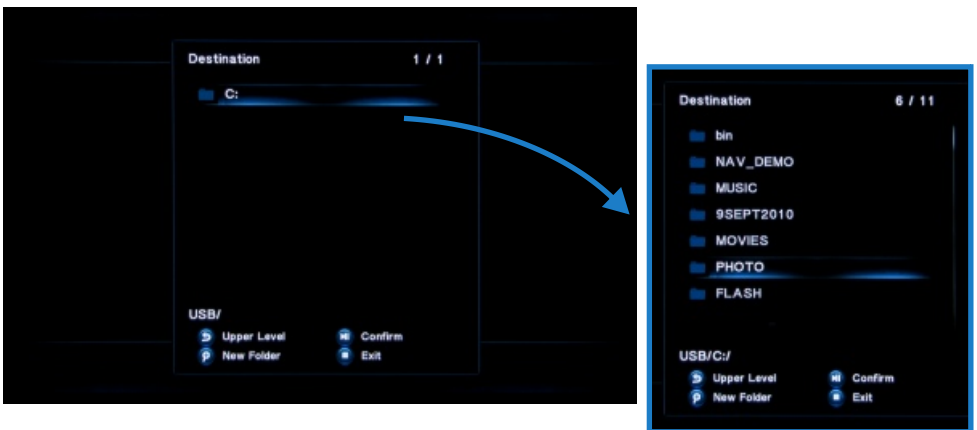 Destination 1 / 1
C:
USB/
Upper Level Confirm
New Folder Exit
Destination 6 / 11
bin
NAV_DEMO
MUSIC
9SEPT2010
MOVIES
PHOTO
FLASH
USB/C:/
Upper Level Confirm
New Folder Exit